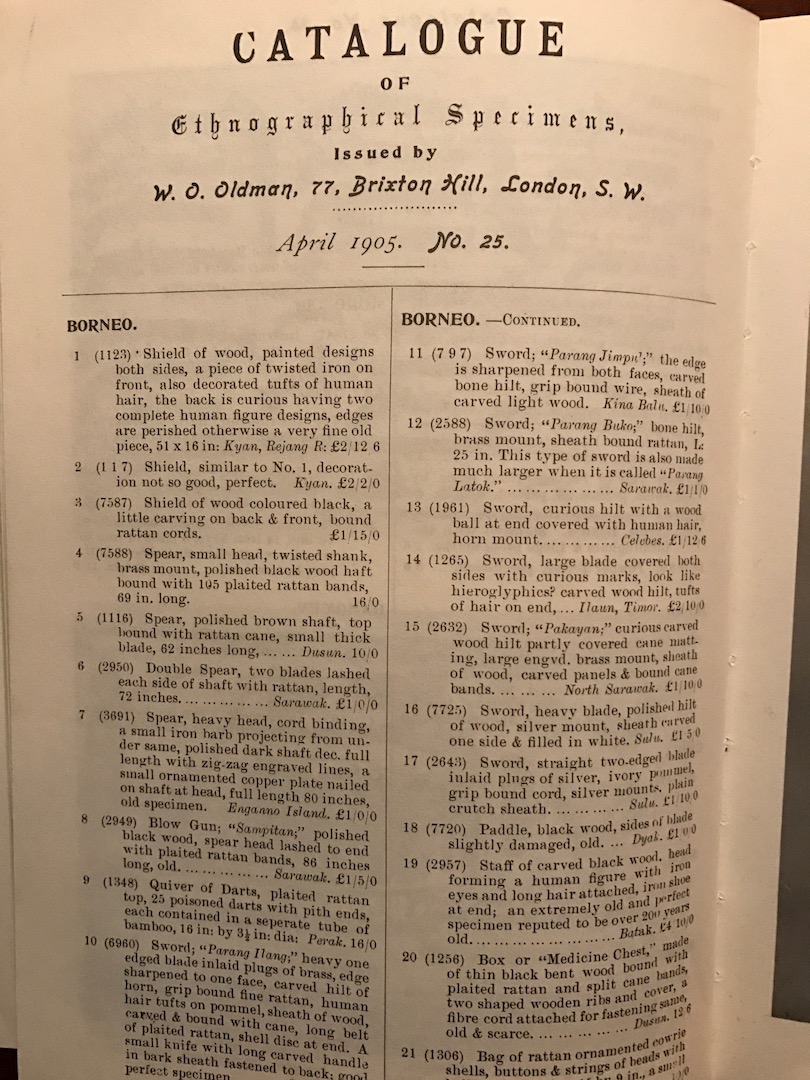 CATALOGUE
OF
Ethnographical Specimens,
Issued by
W. O. Oldman, 77, Brixton Hill, London, S. W.
April 1905. No. 25.
BORNEO.
1 (1123) Shield of wood, painted designs
both sides, a piece of twisted iron on
front, also decorated tufts of human
hair, the back is curious having two
complete human figure designs, edges
are perished otherwise a very fine old
piece, 51 x 16 in: Kyan, Rejang R: £2/12 6
2 (1 1 7) Shield, similar to No. 1, decorat-
ion not so good, perfect. Kyan. £2/2/0
3 (7587) Shield of wood coloured black, a
little carving on back & front, bound
rattan cords. £1/15/0
4 (7588) Spear, small head, twisted shank,
brass mount, polished black wood haft
bound with 105 plaited rattan bands,
69 in. long. 16/0
5 (1116) Spear, polished brown shaft, top
bound with rattan cane, small thick
blade, 62 inches long, ... ... Dusun. 10/0
6 (2950) Double Spear, two blades lashed
each side of shaft with rattan, length,
72 inches. ... ... ... ... ... Sarawak. £1/0/0
7 (3691) Spear, heavy head, cord binding,
a small iron barb projecting from un-
der same, polished dark shaft dec. full
length with zig-zag engraved lines, a
small ornamented copper plate nailed
on shaft at head, full length 80 inches,
old specimen. Enganno Island. £1/0/0
8 (2949) Blow Gun; "Sampitan;" polished
black wood, spear head lashed to end
with plaited rattan bands, 86 inches
long, old. ... ... ... ... ... Sarawak. £1/5/0
9 (1348) Quiver of Darts, plaited rattan
top, 25 poisoned darts with pith ends,
each contained in a seperate tube of
bamboo, 16 in: by 3½ in: dia: Perak. 16/0
10 (6960) Sword; "Parang Ilang;" heavy one
edged blade inlaid plugs of brass, edge
sharpened to one face, carved hilt of
horn, grip bound fine rattan, human
hair tufts on pommel, sheath of wood,
carved & bound with cane, long belt
of plaited rattan, shell disc at end. A
small knife with long carved handle
in bark sheath fastened to back; good
perfect specimen
BORNEO. —CONTINUED.
11 (7 9 7) Sword; "Parang Jimpul;" the edge
is sharpened from both faces, carved
bone hilt, grip bound wire, sheath of
carved light wood. Kina Balu. £1/10/0
12 (2588) Sword; "Parang Buko;" bone hilt,
brass mount, sheath bound rattan, L:
25 in. This type of sword is also made
much larger when it is called "Parang
Latok." ... ... ... ... ... ... Sarawak. £1/1/0
13 (1961) Sword, curious hilt with a wood
ball at end covered with human hair,
horn mount. ... ... ... ... Celebes. £1/12 6
14 (1265) Sword, large blade covered both
sides with curious marks, look like
hieroglyphics? carved wood hilt, tufts
of hair on end, ... Ilaun, Timor. £2/10/0
15 (2632) Sword; "Pakayan;" curious carved
wood hilt partly covered cane matt-
ing, large engvd. brass mount, sheath
of wood, carved panels & bound cane
bands. ... ... ... North Sarawak. £1/10/0
16 (7725) Sword, heavy blade, polished hilt
of wood, silver mount, sheath carved
one side & filled in white. Sulu. £1 5/0
17 (2643) Sword, straight two-edged blade
inlaid plugs of silver, ivory pommel,
grip bound cord, silver mounts, plain
crutch sheath. ... ... ... ... Sulu. £1 10/0
18 (7720) Paddle, black wood, sides of blade
slightly damaged, old. ... Dyak. £1 0/0
19 (2957) Staff of carved black wood, head
forming a human figure with iron
eyes and long hair attached, iron shoe
at end; an extremely old and perfect
specimen reputed to be over 200 years
old. ... ... ... ... ... ... ... Batak. £4 10/0
20 (1256) Box or "Medicine Chest," made
of thin black bent wood bound with
plaited rattan and split cane bands,
two shaped wooden ribs and cover, a
fibre cord attached for fastening same,
old & scarce. ... ... ... ... ... Dusun. 12 6
21 (1306) Bag of rattan ornamented cowrie
shells, buttons & strings of beads with
in., a small